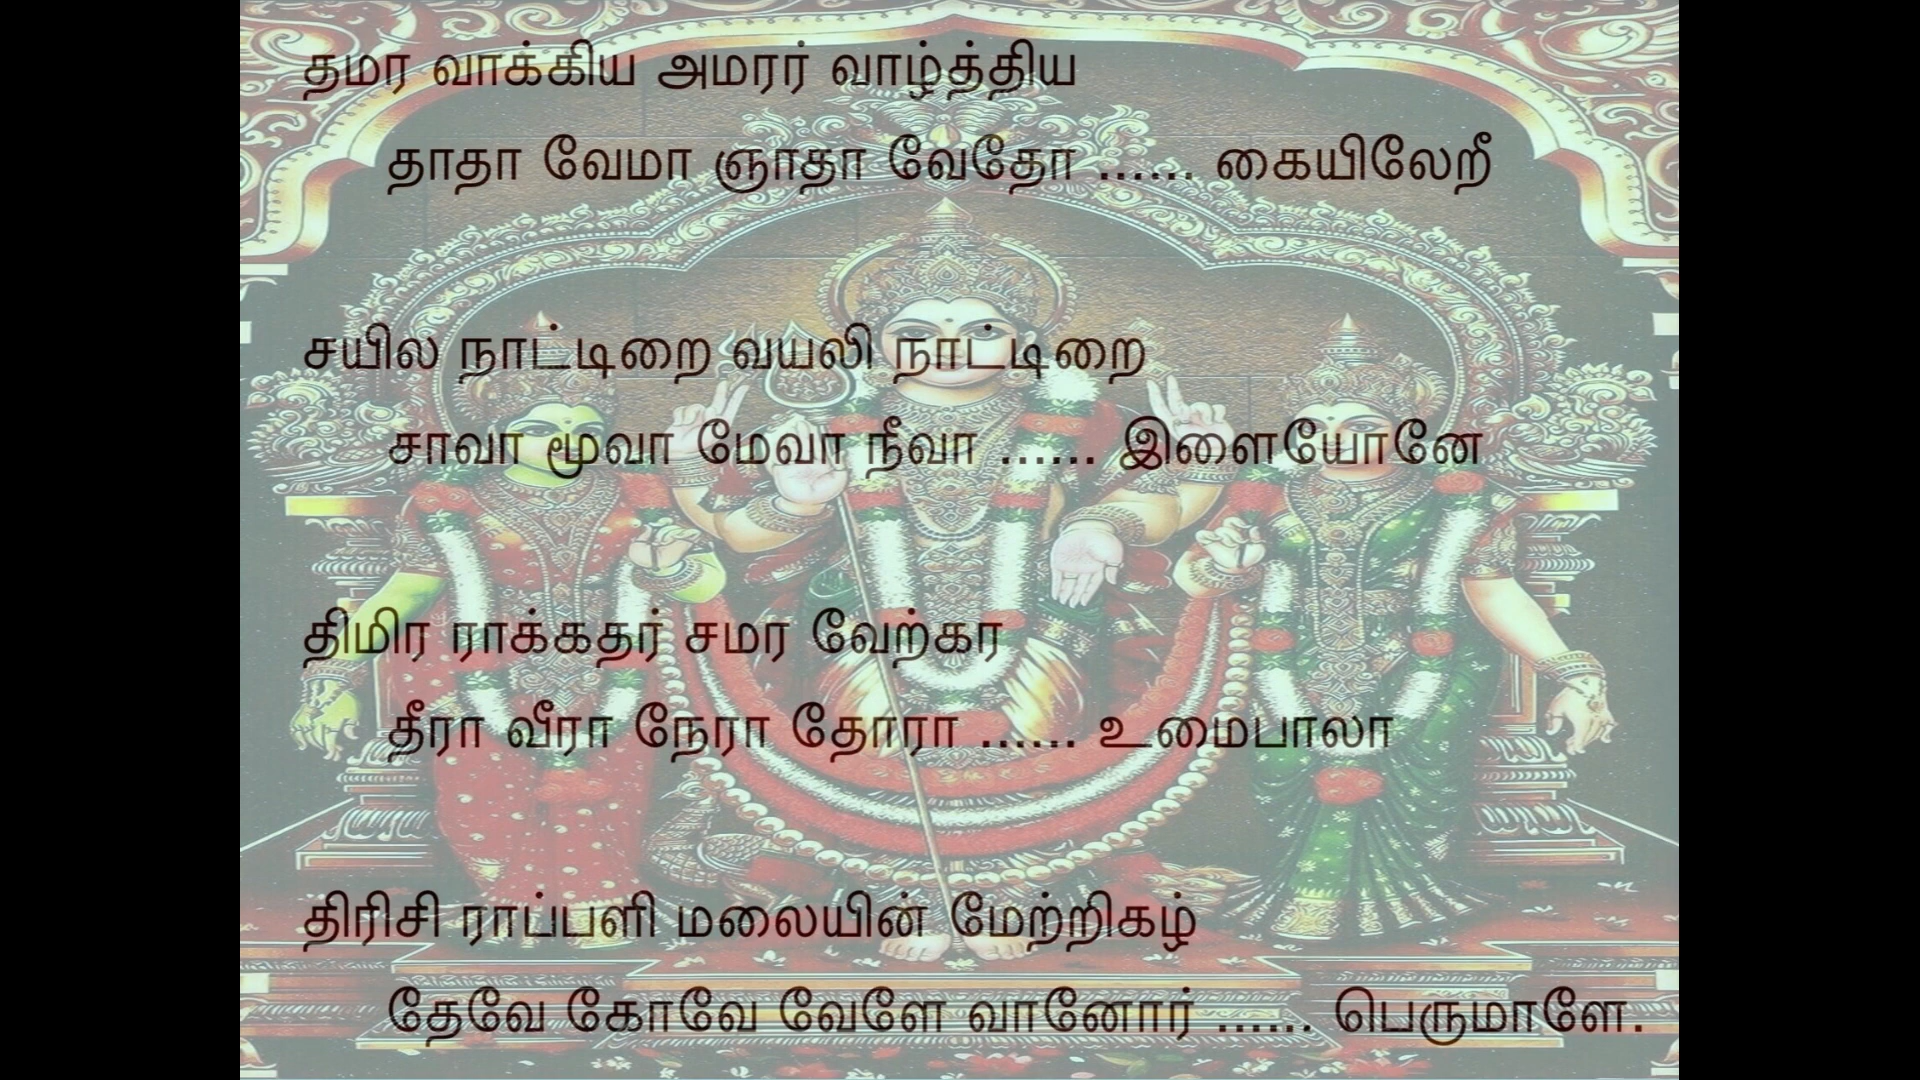 தமர வாக்கிய அமரர் வாழ்த்திய
தாதா வேமா ஞாதா வேதோ ...... கையிலேறீ
சயில நாட்டிறை வயலி நாட்டிறை
சாவா மூவா மேவா நீவா ...... இளையோனே
திமிர ராக்கதர் சமர வேற்கர
தீரா வீரா நேரா தோரா ...... உமைபாலா
திரிசி ராப்பளி மலையின் மேற்றிகழ்
தேவே கோவே வேளே வானோர் ...... பெருமாளே.